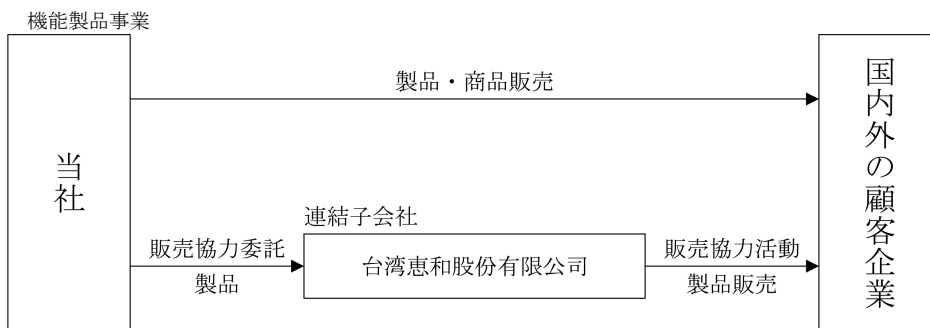 機能製品事業
当社
製品・商品販売
国内外の顧客企業
連結子会社
販売協力委託
製品
台湾恵和股份有限公司
販売協力活動
製品販売